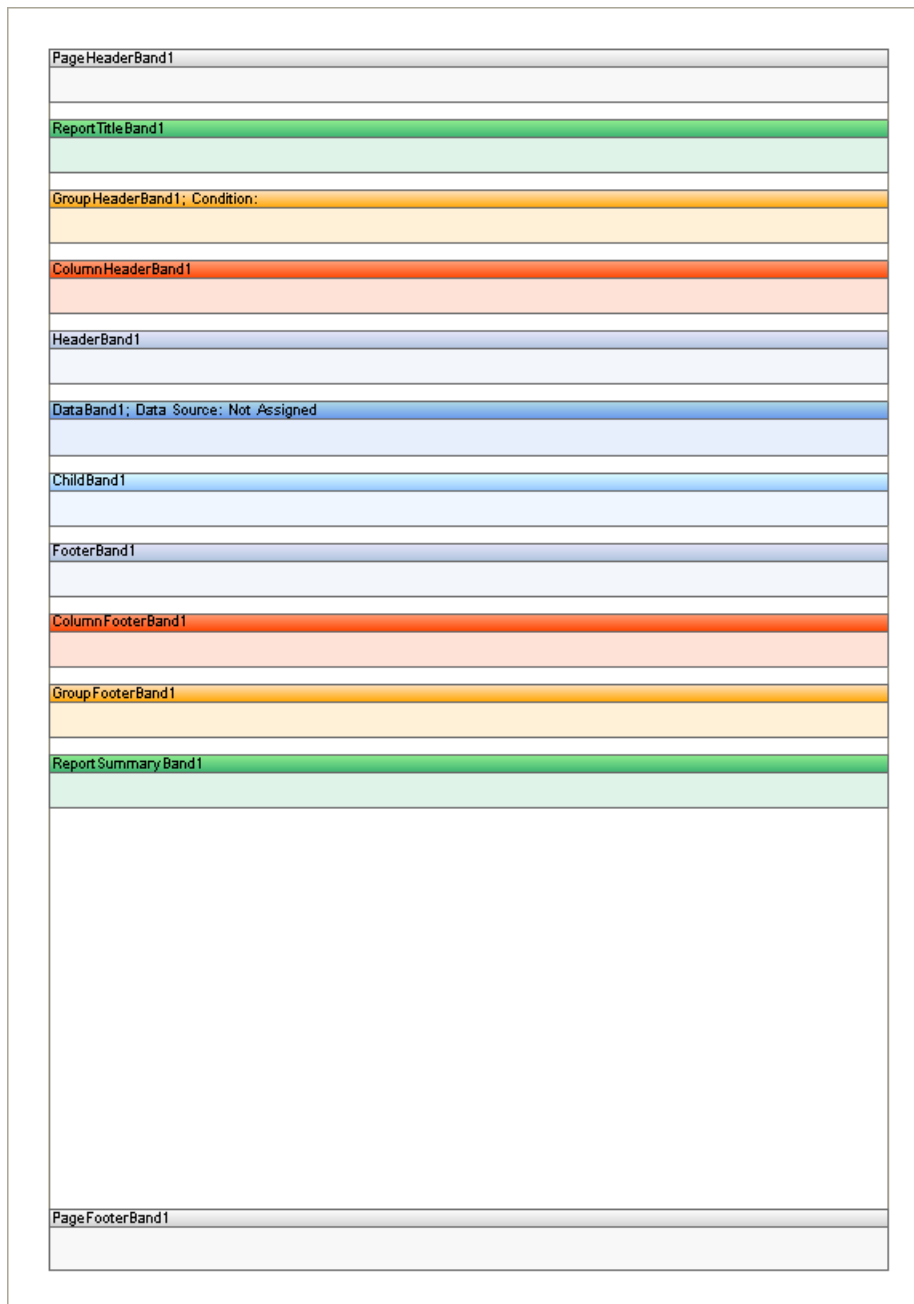 PageHeaderBand1
ReportTitleBand1
GroupHeaderBand1; Condition:
ColumnHeaderBand1
HeaderBand1
DataBand1; Data Source: Not Assigned
ChildBand1
FooterBand1
ColumnFooterBand1
GroupFooterBand1
ReportSummaryBand1
PageFooterBand1